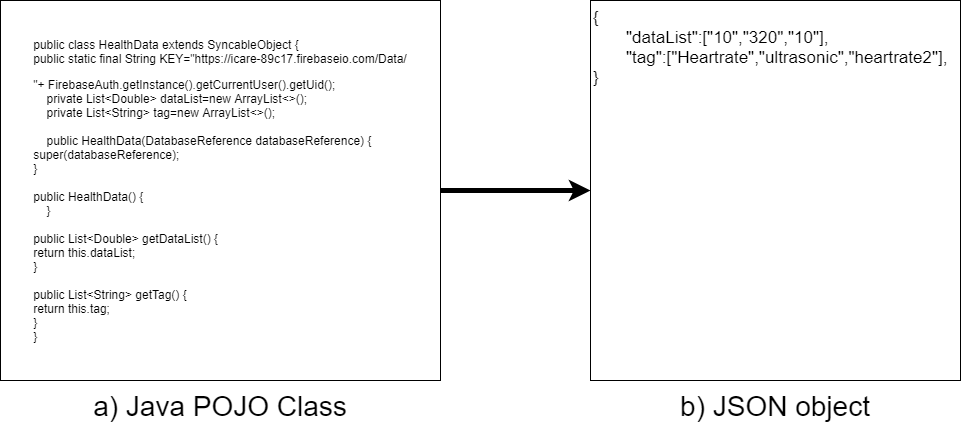 public class HealthData extends SyncableObject {
public static final String KEY="https://icare-89c17.firebaseio.com/Data/
"+ FirebaseAuth.getInstance().getCurrentUser().getUid();
private List<Double> dataList=new ArrayList<>();
private List<String> tag=new ArrayList<>();
public HealthData(DatabaseReference databaseReference) {
super(databaseReference);
}
public HealthData() {
}
public List<Double> getDataList() {
return this.dataList;
}
public List<String> getTag() {
return this.tag;
}
}
a) Java POJO Class
{
"dataList":["10","320","10"],
"tag":["Heartrate","ultrasonic","heartrate2"],
}
b) JSON object